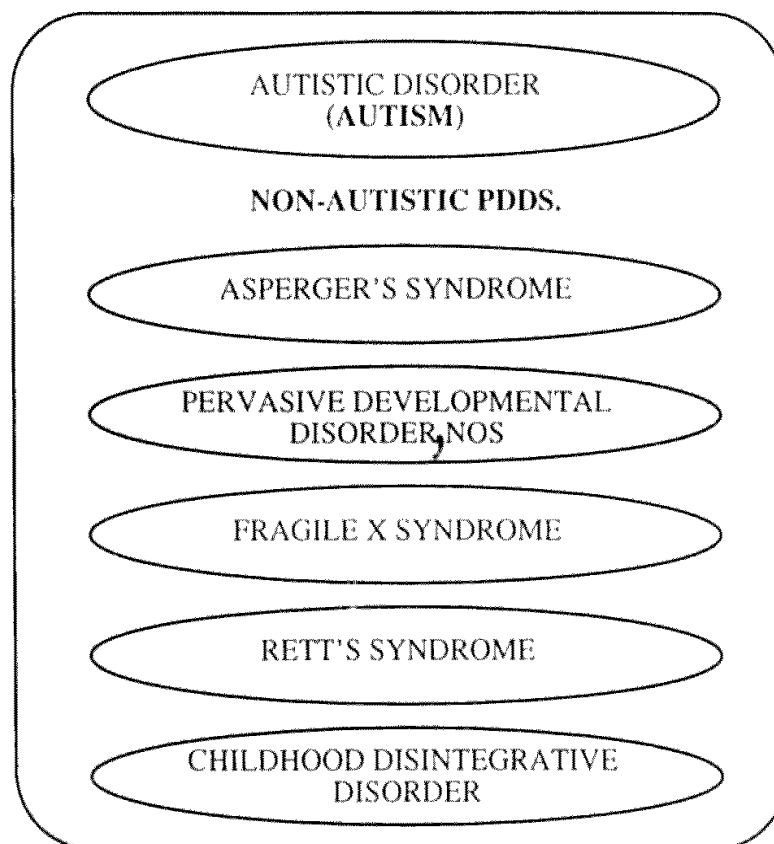 AUTISTIC DISORDER
(AUTISM)
NON-AUTISTIC PDDS.
ASPERGER'S SYNDROME
PERVASIVE DEVELOPMENTAL
DISORDER,NOS
FRAGILE X SYNDROME
RETT'S SYNDROME
CHILDHOOD DISINTEGRATIVE
DISORDER